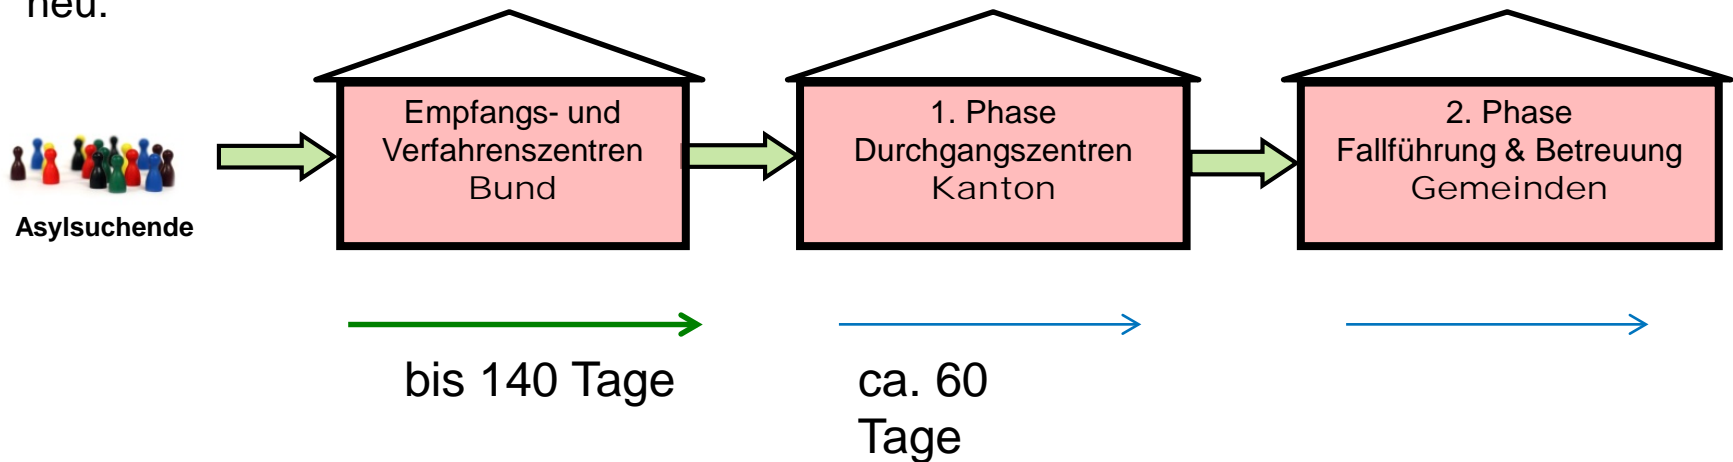 neu:
Empfangs- und
Verfahrenszentren
Bund
1. Phase
Durchgangszentren
Kanton
2. Phase
Fallführung & Betreuung
Gemeinden
Asylsuchende
bis 140 Tage
ca. 60
Tage